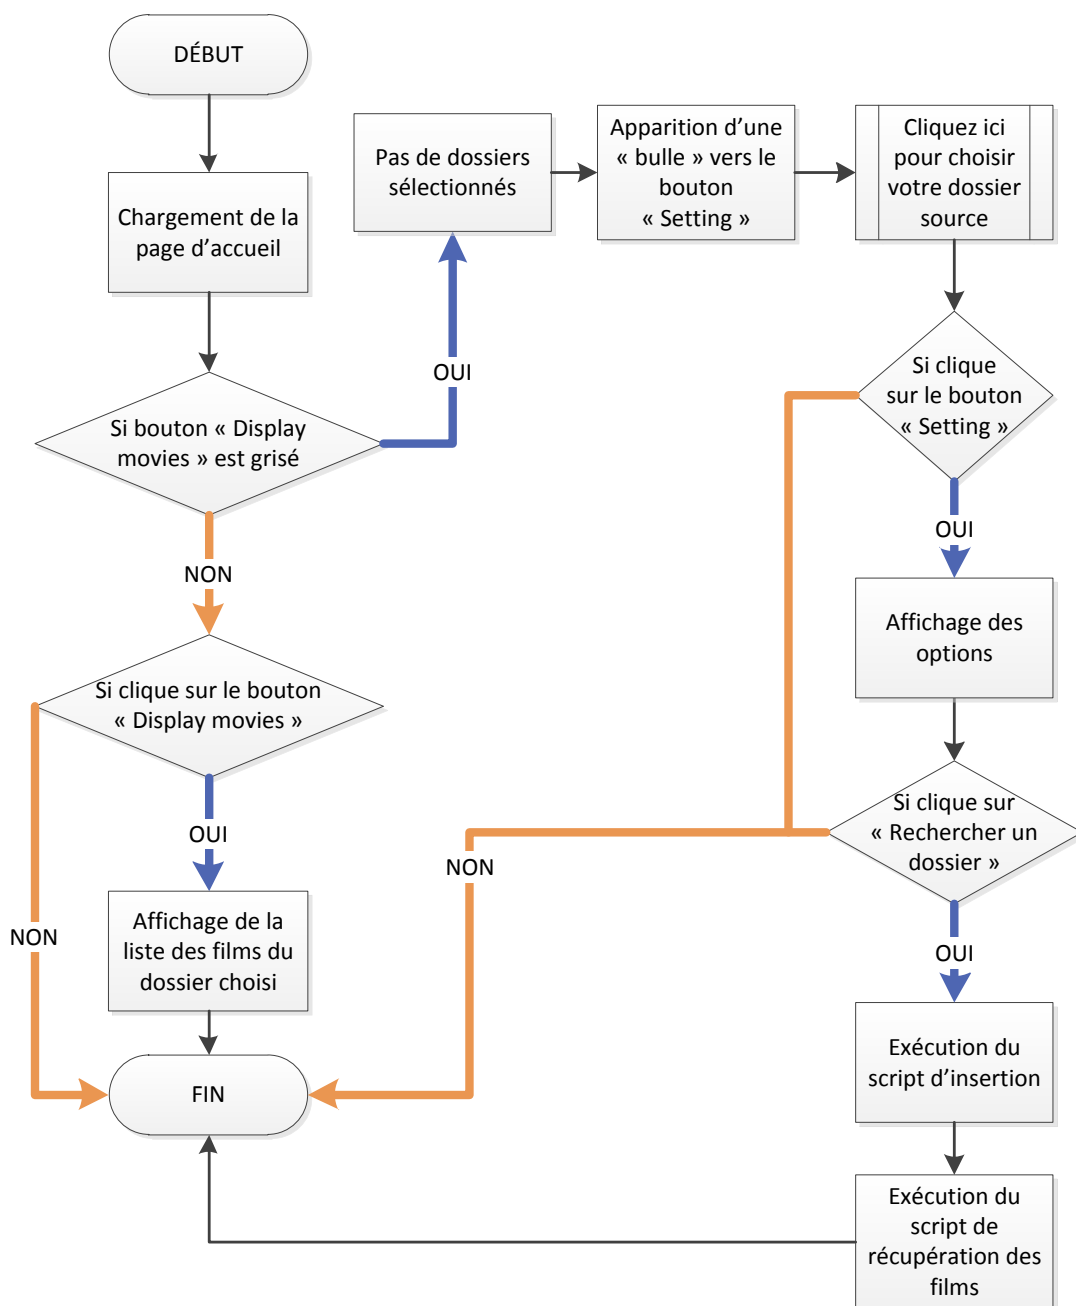 DÉBUT
Chargement de la
page d’accueil
Si bouton « Display
movies » est grisé
OUI
Pas de dossiers
sélectionnés
Apparition d’une
« bulle » vers le
bouton
« Setting »
Cliquez ici
pour choisir
votre dossier
source
Si clique
sur le bouton
« Setting »
OUI
Affichage des
options
Si clique sur
« Rechercher un
dossier »
NON
OUI
Exécution du
script d’insertion
Exécution du
script de
récupération des
films
NON
Si clique sur le bouton
« Display movies »
OUI
NON
Affichage de la
liste des films du
dossier choisi
FIN